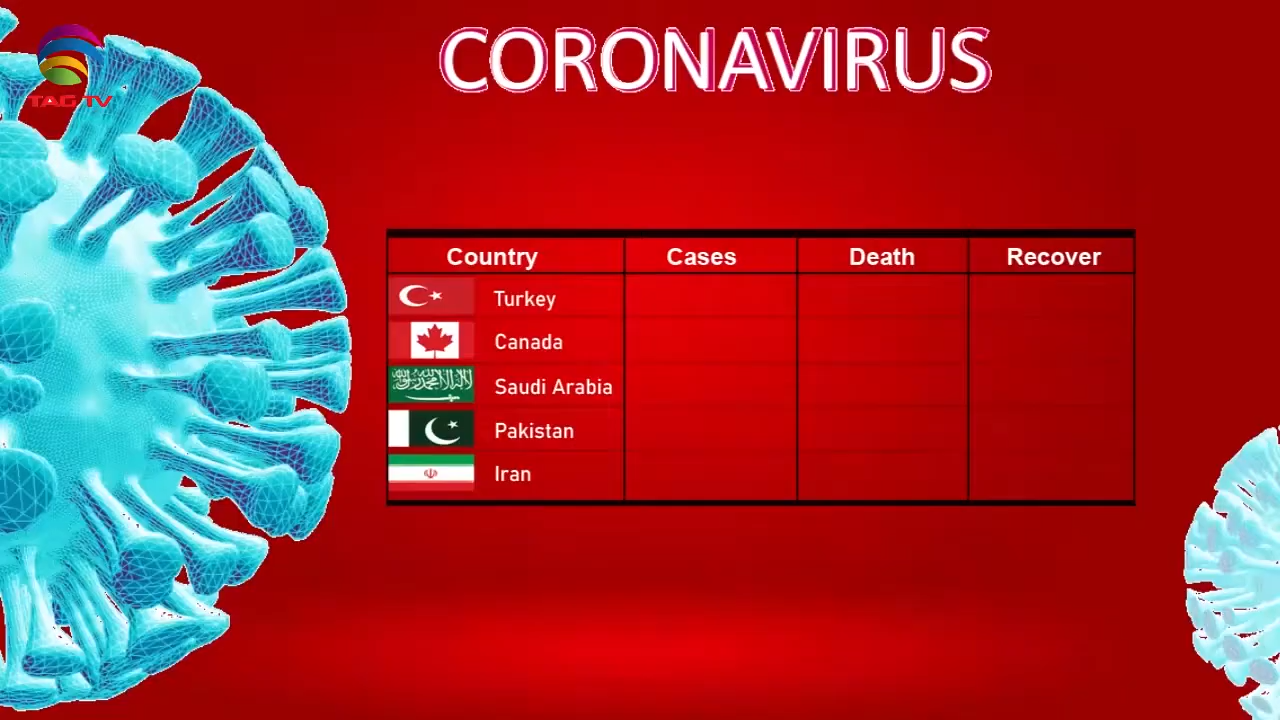 TAG TV
CORONAVIRUS
Country Cases Death Recover
Turkey
Canada
Saudi Arabia
Pakistan
Iran